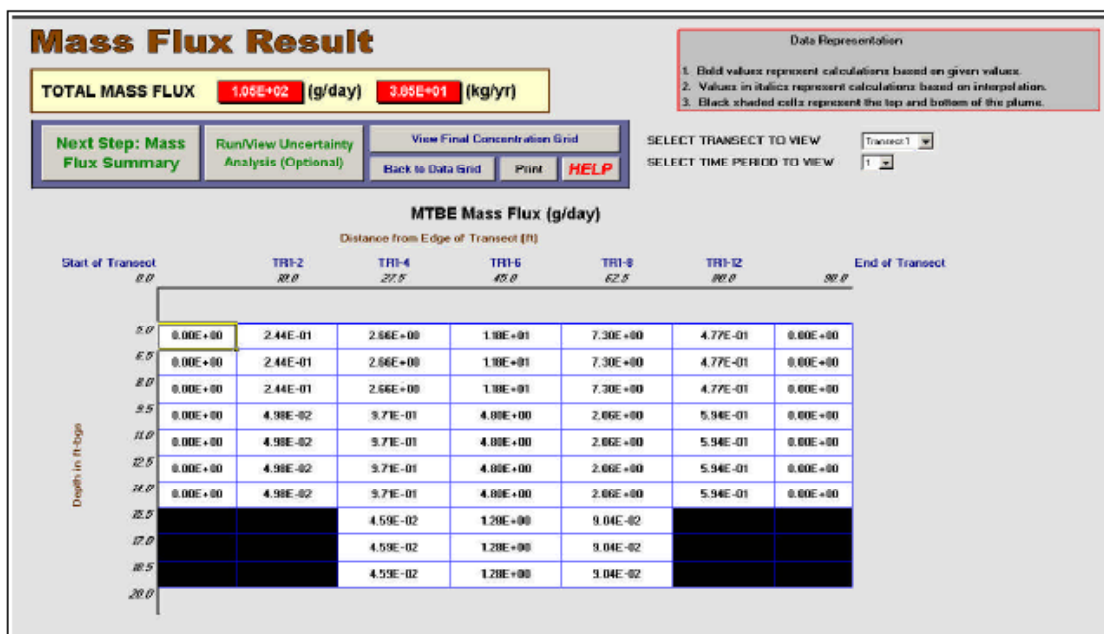 Mass Flux Result
Data Representation
1. Bold values represent calculations based on given values.
2. Values in italics represent calculations based on interpolation.
3. Black shaded cells represent the top and bottom of the plume.
TOTAL MASS FLUX 1.05E+02 (g/day) 3.85E+01 (kg/yr)
Next Step: Mass Flux Summary
Run/View Uncertainty Analysis (Optional)
View Final Concentration Grid
Back to Data Grid Print HELP
SELECT TRANSECT TO VIEW Transect 1
SELECT TIME PERIOD TO VIEW 1
MTBE Mass Flux (g/day)
Distance from Edge of Transect (ft)
Start of Transect TR1-2 TR1-4 TR1-6 TR1-8 TR1-12 End of Transect
0.0 10.0 27.5 45.0 62.5 80.0 90.0
Depth in ft-bgs
5.0
0.00E+00 2.44E-01 2.66E+00 1.18E+01 7.30E+00 4.77E-01 0.00E+00
6.5
0.00E+00 2.44E-01 2.66E+00 1.18E+01 7.30E+00 4.77E-01 0.00E+00
8.0
0.00E+00 2.44E-01 2.66E+00 1.18E+01 7.30E+00 4.77E-01 0.00E+00
9.5
0.00E+00 4.98E-02 9.71E-01 4.80E+00 2.06E+00 5.94E-01 0.00E+00
11.0
0.00E+00 4.98E-02 9.71E-01 4.80E+00 2.06E+00 5.94E-01 0.00E+00
12.5
0.00E+00 4.98E-02 9.71E-01 4.80E+00 2.06E+00 5.94E-01 0.00E+00
14.0
0.00E+00 4.98E-02 9.71E-01 4.80E+00 2.06E+00 5.94E-01 0.00E+00
15.5
4.59E-02 1.28E+00 9.04E-02
17.0
4.59E-02 1.28E+00 9.04E-02
18.5
4.59E-02 1.28E+00 9.04E-02
20.0